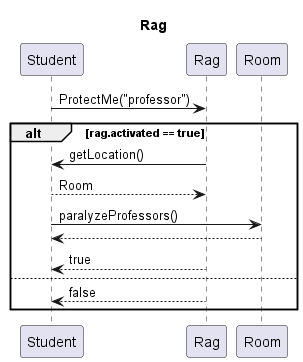 Rag
Student Rag Room
ProtectMe("professor")
alt [rag.activated == true]
getLocation()
Room
paralyzeProfessors()
true
false
Student Rag Room